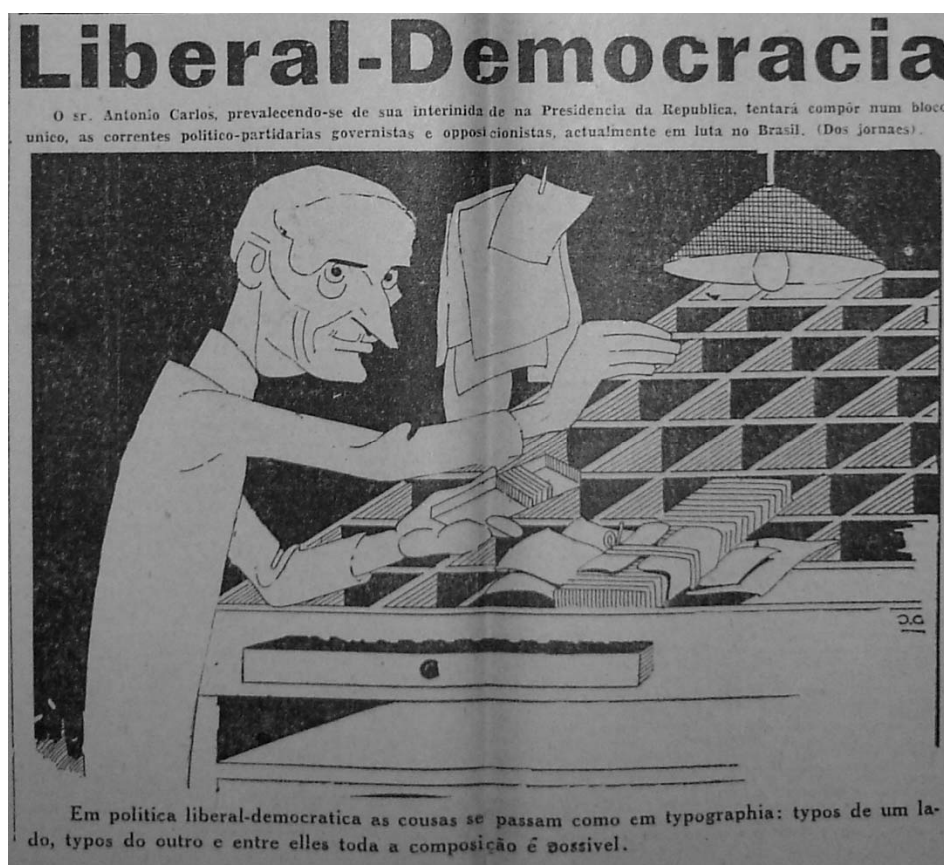 Liberal-Democracia
O sr. Antonio Carlos, prevalecendo-se de sua interinidade na Presidencia da Republica, tentará compôr num bloco
unico, as correntes politico-partidarias governistas e opposicionistas, actualmente em luta no Brasil. (Dos jornaes).
Em politica liberal-democratica as cousas se passam como em typographia: typos de um la-
do, typos do outro e entre elles toda a composição é possivel.